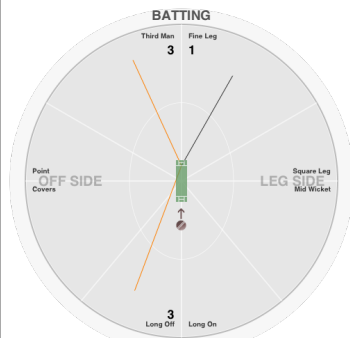 BATTING
Third Man Fine Leg
3 1
Point Square Leg
OFF SIDE LEG SIDE
Covers Mid Wicket
3
Long Off Long On